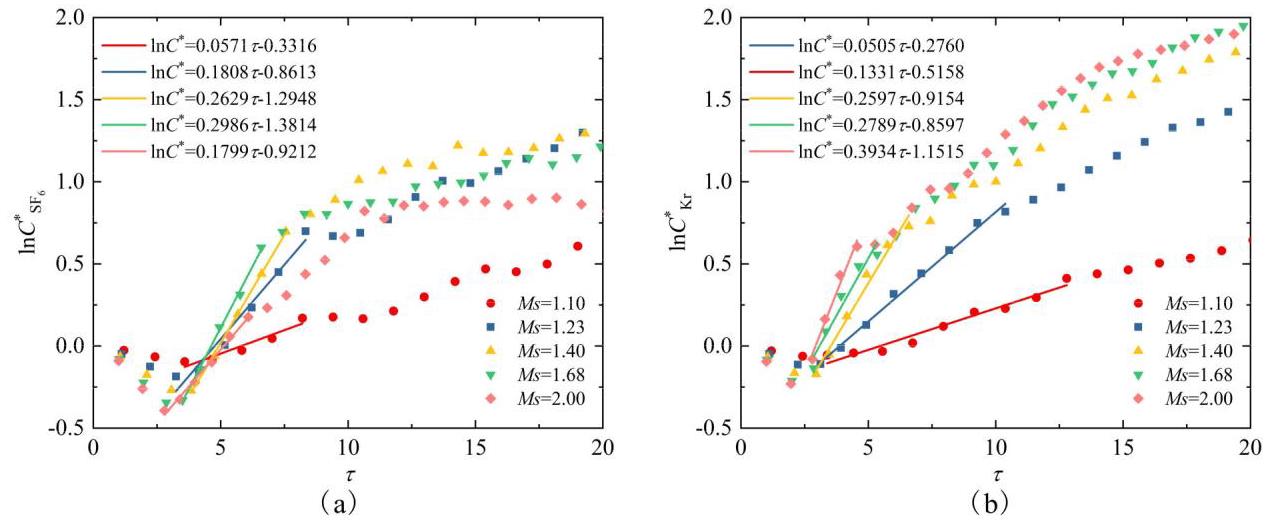 2.0
1.5
1.0
0.5
0.0
-0.5
lnC*SF6
lnC*=0.0571τ-0.3316
lnC*=0.1808τ-0.8613
lnC*=0.2629τ-1.2948
lnC*=0.2986τ-1.3814
lnC*=0.1799τ-0.9212
Ms=1.10
Ms=1.23
Ms=1.40
Ms=1.68
Ms=2.00
0 5 10 15 20
τ
(a)
2.0
1.5
1.0
0.5
0.0
-0.5
lnC*Kr
lnC*=0.0505τ-0.2760
lnC*=0.1331τ-0.5158
lnC*=0.2597τ-0.9154
lnC*=0.2789τ-0.8597
lnC*=0.3934τ-1.1515
Ms=1.10
Ms=1.23
Ms=1.40
Ms=1.68
Ms=2.00
0 5 10 15 20
τ
(b)